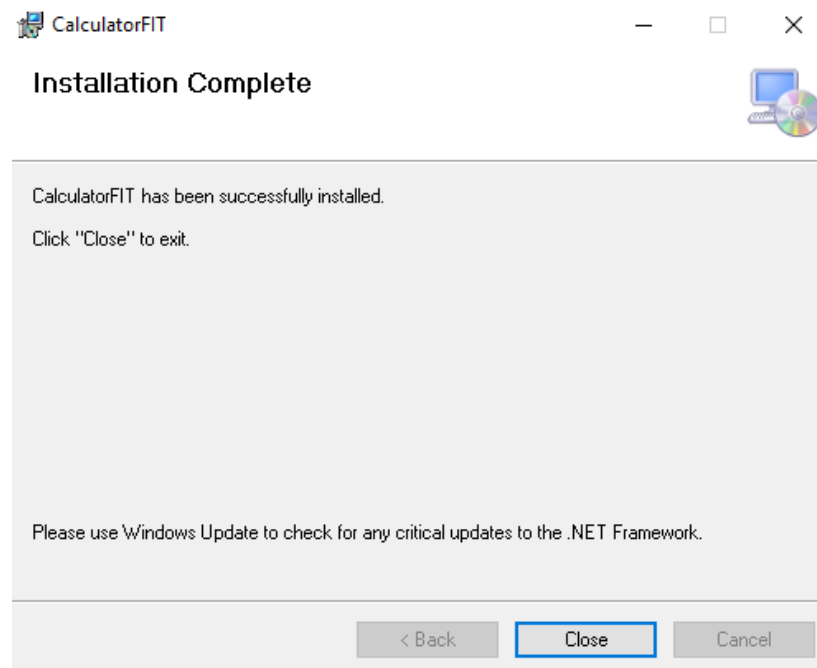 CalculatorFIT
Installation Complete
CalculatorFIT has been successfully installed.
Click "Close" to exit.
Please use Windows Update to check for any critical updates to the .NET Framework.
< Back
Close
Cancel